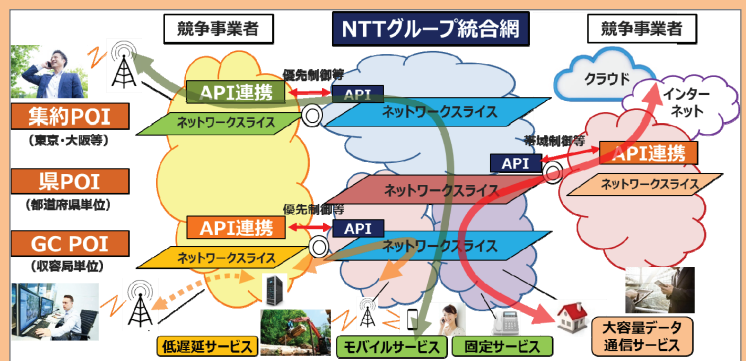 競争事業者
NTTグループ統合網
競争事業者
優先制御等
API連携
API
クラウド
インター
ネット
集約POI
(東京・大阪等)
ネットワークスライス
ネットワークスライス
帯域制御等
API
API連携
県POI
(都道府県単位)
ネットワークスライス
ネットワークスライス
優先制御等
API連携
API
GC POI
(収容局単位)
ネットワークスライス
ネットワークスライス
低遅延サービス
モバイルサービス
固定サービス
大容量データ
通信サービス